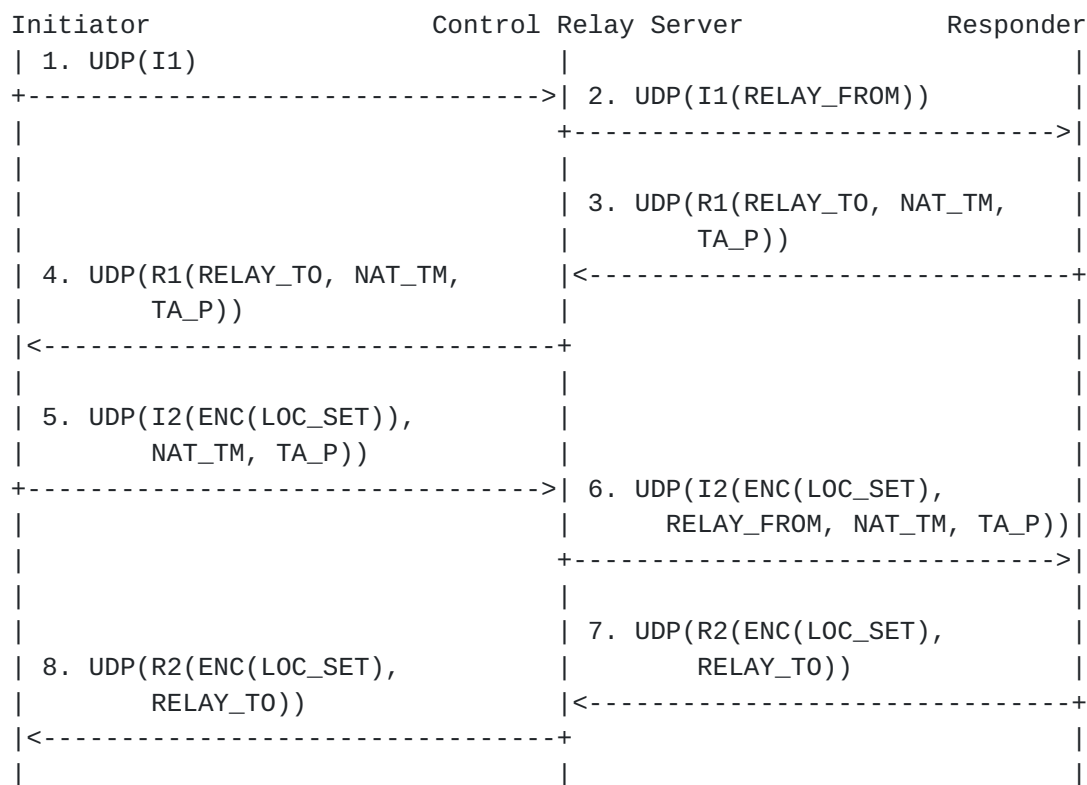 Initiator Control Relay Server Responder
| 1. UDP(I1) | |
+--------------------------------->| 2. UDP(I1(RELAY_FROM)) |
| +------------------------------->|
| | |
| | 3. UDP(R1(RELAY_TO, NAT_TM, |
| | TA_P)) |
| 4. UDP(R1(RELAY_TO, NAT_TM, |<-------------------------------+
| TA_P)) | |
|<---------------------------------+ |
| | |
| 5. UDP(I2(ENC(LOC_SET)), | |
| NAT_TM, TA_P)) | |
+--------------------------------->| 6. UDP(I2(ENC(LOC_SET), |
| | RELAY_FROM, NAT_TM, TA_P))|
| +------------------------------->|
| | |
| | 7. UDP(R2(ENC(LOC_SET), |
| 8. UDP(R2(ENC(LOC_SET), | RELAY_TO)) |
| RELAY_TO)) |<-------------------------------+
|<---------------------------------+ |
| | |